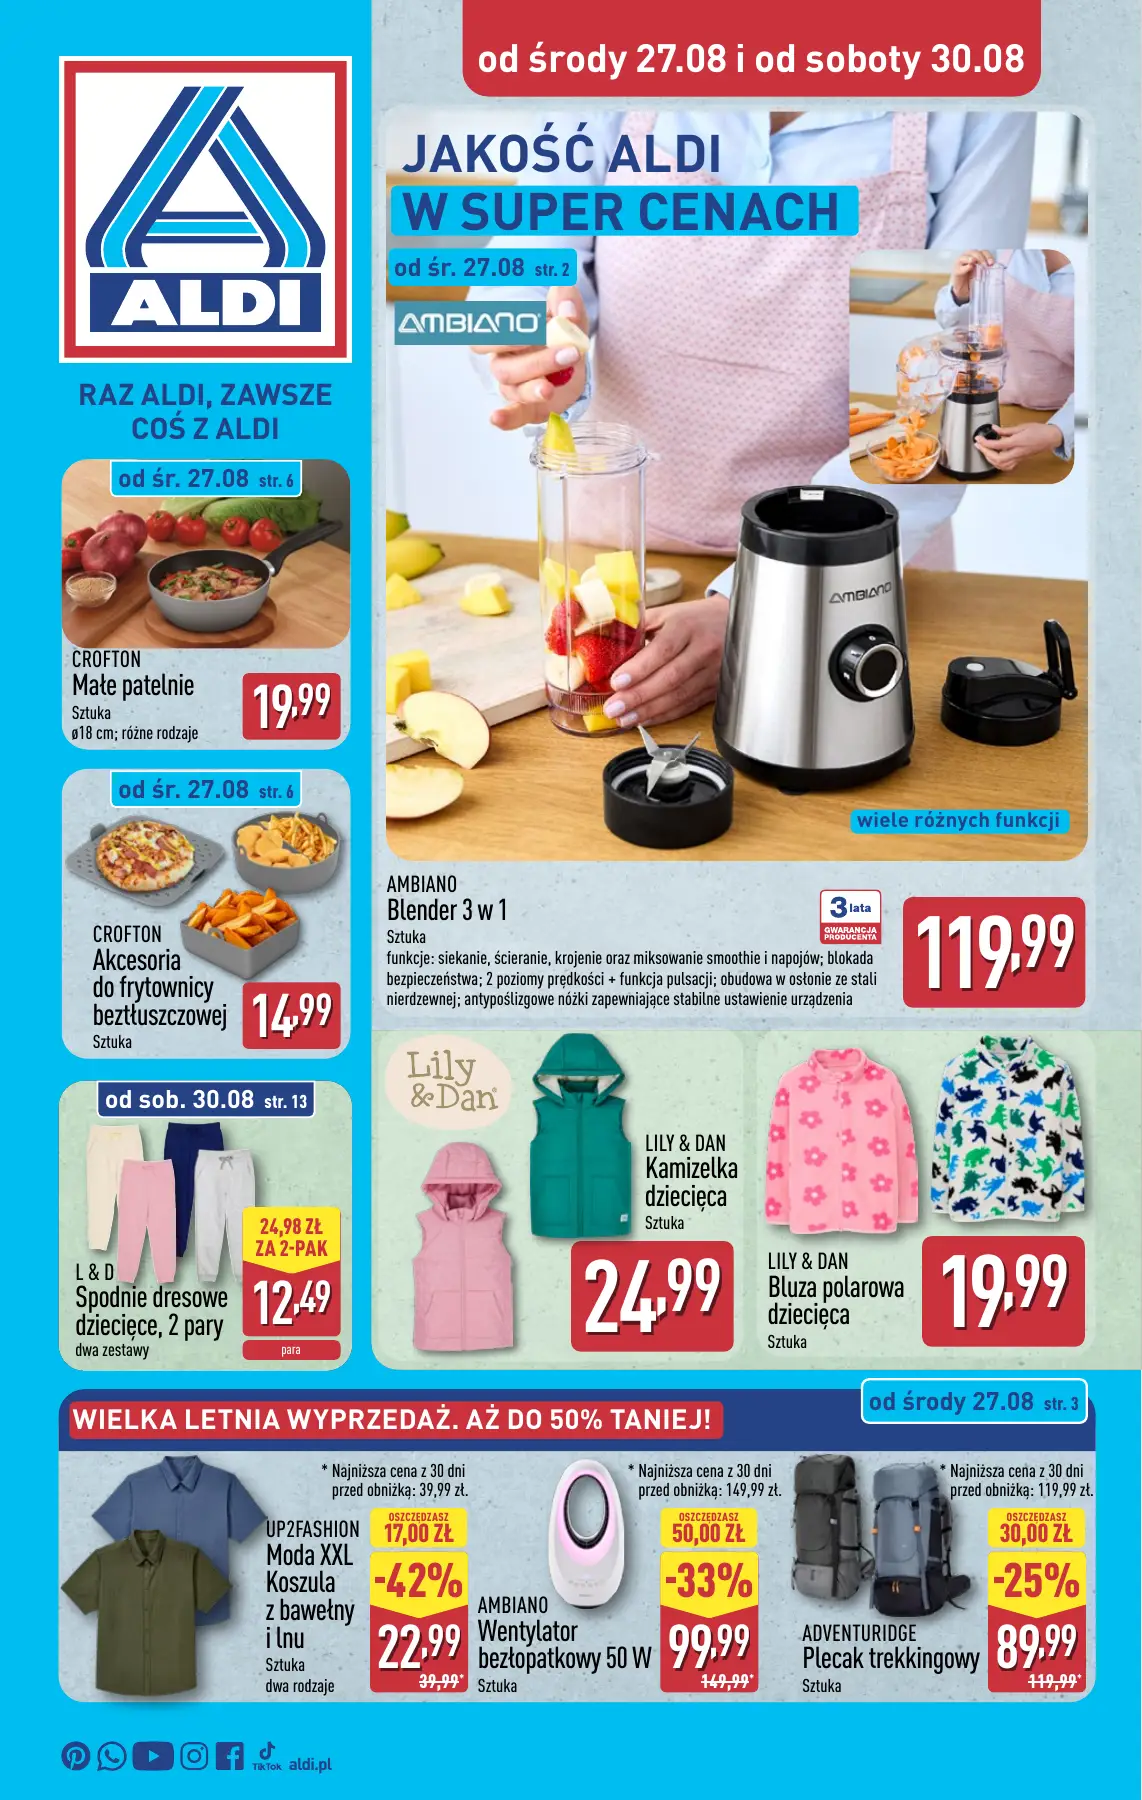 od środy 27.08 i od soboty 30.08
ALDI
RAZ ALDI, ZAWSZE
COŚ Z ALDI
JAKOŚĆ ALDI
W SUPER CENACH
od śr. 27.08 str. 2
AMBIANO
AMBIANO
wiele różnych funkcji
AMBIANO
Blender 3 w 1
Sztuka
funkcje: siekanie, ścieranie, krojenie oraz miksowanie smoothie i napojów; blokada
bezpieczeństwa; 2 poziomy prędkości + funkcja pulsacji; obudowa w osłonie ze stali
nierdzewnej; antypoślizgowe nóżki zapewniające stabilne ustawienie urządzenia
3 lata
GWARANCJA
PRODUCENTA
119,99
od śr. 27.08 str. 6
CROFTON
Małe patelnie
Sztuka
ø18 cm; różne rodzaje
19,99
od śr. 27.08 str. 6
CROFTON
Akcesoria
do frytownicy
beztłuszczowej
Sztuka
14,99
od sob. 30.08 str. 13
L & D
Spodnie dresowe
dziecięce, 2 pary
dwa zestawy
24,98 ZŁ
ZA 2-PAK
12,49
para
Lily
&Dan
LILY & DAN
Kamizelka
dziecięca
Sztuka
24,99
LILY & DAN
Bluza polarowa
dziecięca
Sztuka
19,99
od środy 27.08 str. 3
WIELKA LETNIA WYPRZEDAŻ. AŻ DO 50% TANIEJ!
* Najniższa cena z 30 dni
przed obniżką: 39,99 zł.
UP2FASHION
Moda XXL
Koszula
z bawełny
i lnu
Sztuka
dwa rodzaje
OSZCZĘDZASZ
17,00 ZŁ
-42%
22,99
39,99*
* Najniższa cena z 30 dni
przed obniżką: 149,99 zł.
AMBIANO
Wentylator
bezłopatkowy 50 W
Sztuka
OSZCZĘDZASZ
50,00 ZŁ
-33%
99,99
149,99*
* Najniższa cena z 30 dni
przed obniżką: 119,99 zł.
ADVENTURIDGE
Plecak trekkingowy
Sztuka
OSZCZĘDZASZ
30,00 ZŁ
-25%
89,99
119,99*
TikTok
aldi.pl